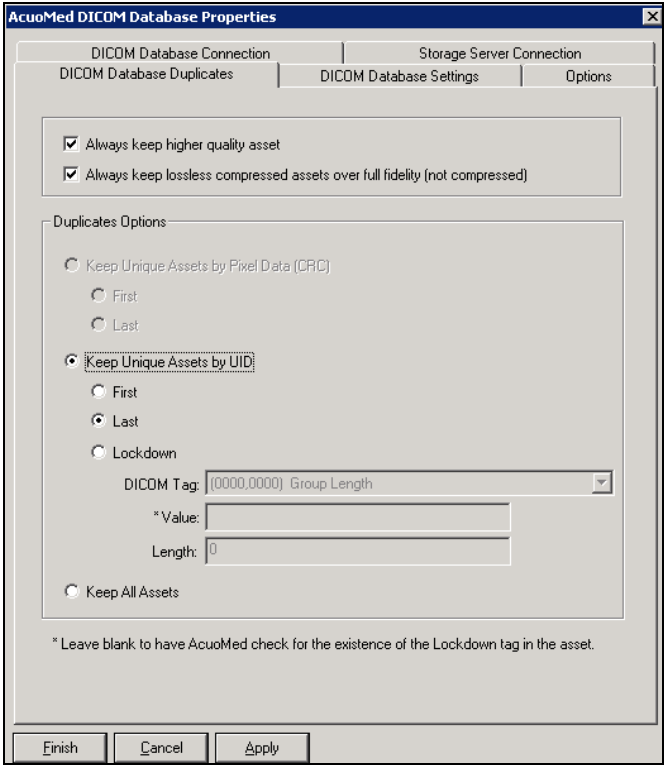 AcuoMed DICOM Database Properties
DICOM Database Connection
Storage Server Connection
DICOM Database Duplicates
DICOM Database Settings
Options
Always keep higher quality asset
Always keep lossless compressed assets over full fidelity (not compressed)
Duplicates Options
Keep Unique Assets by Pixel Data (CRC)
First
Last
Keep Unique Assets by UID
First
Last
Lockdown
DICOM Tag: (0000,0000) Group Length
* Value:
Length: 0
Keep All Assets
* Leave blank to have AcuoMed check for the existence of the Lockdown tag in the asset.
Finish
Cancel
Apply